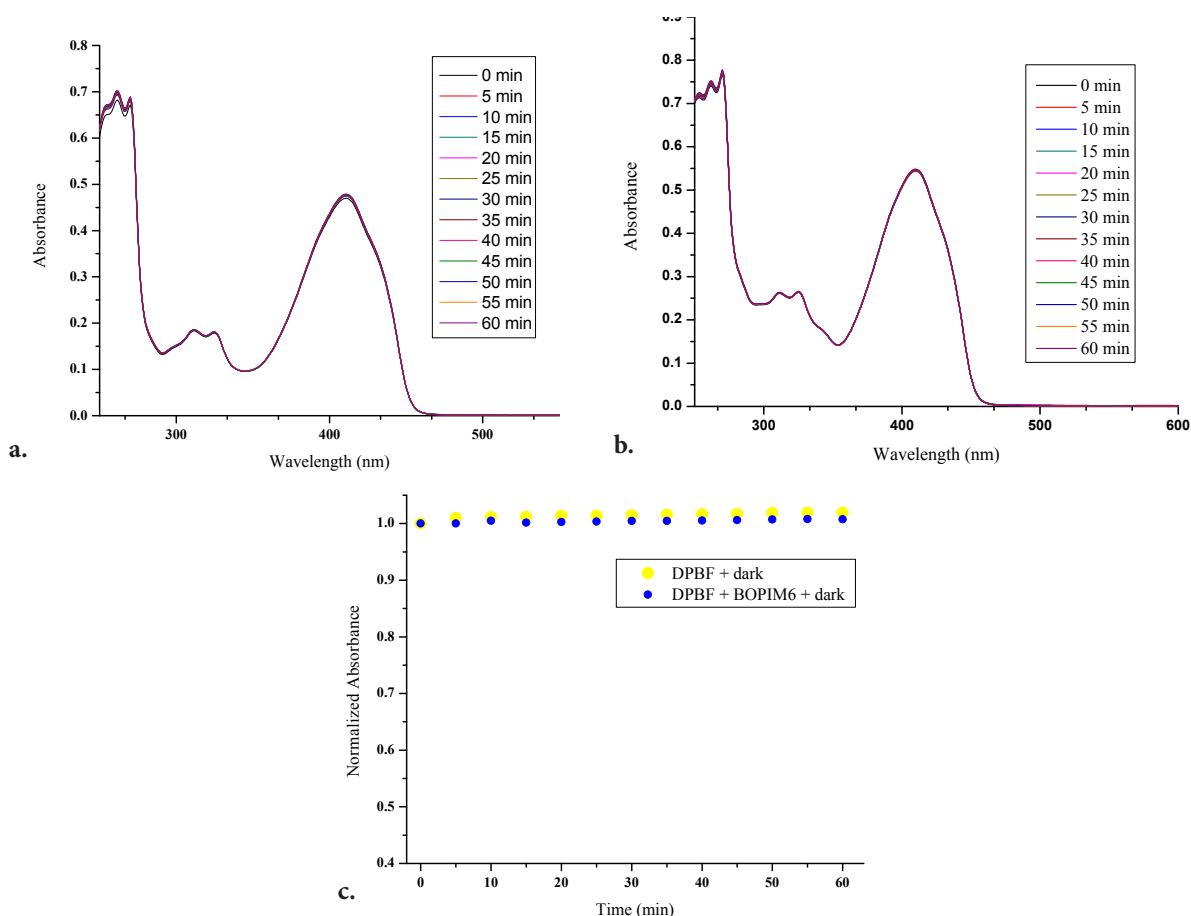 0.8
0.7
0.6
0.5
0.4
0.3
0.2
0.1
0.0
Absorbance
0 min
5 min
10 min
15 min
20 min
25 min
30 min
35 min
40 min
45 min
50 min
55 min
60 min
300
400
500
Wavelength (nm)
a.
0.9
0.8
0.7
0.6
0.5
0.4
0.3
0.2
0.1
0.0
Absorbance
0 min
5 min
10 min
15 min
20 min
25 min
30 min
35 min
40 min
45 min
50 min
55 min
60 min
300
400
500
600
Wavelength (nm)
b.
1.0
0.9
0.8
0.7
0.6
0.5
0.4
Normalized Absorbance
DPBF + dark
DPBF + BOPIM6 + dark
0
10
20
30
40
50
60
Time (min)
c.